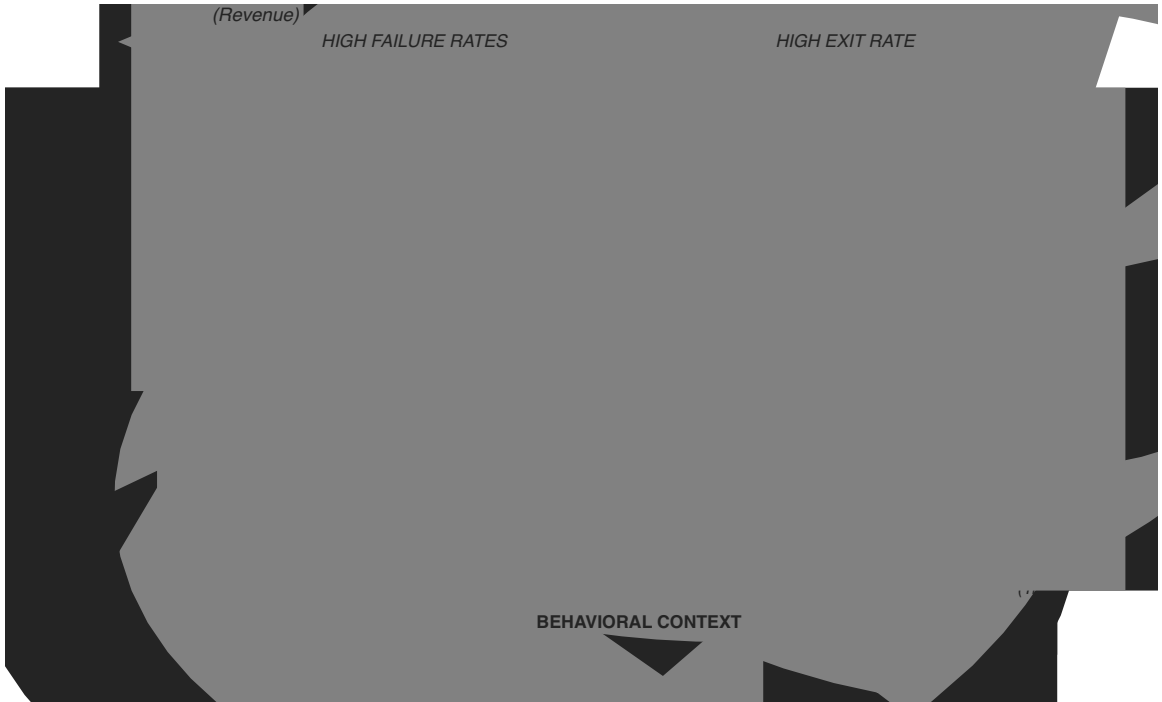 (Revenue)
HIGH FAILURE RATES
HIGH EXIT RATE
BEHAVIORAL CONTEXT